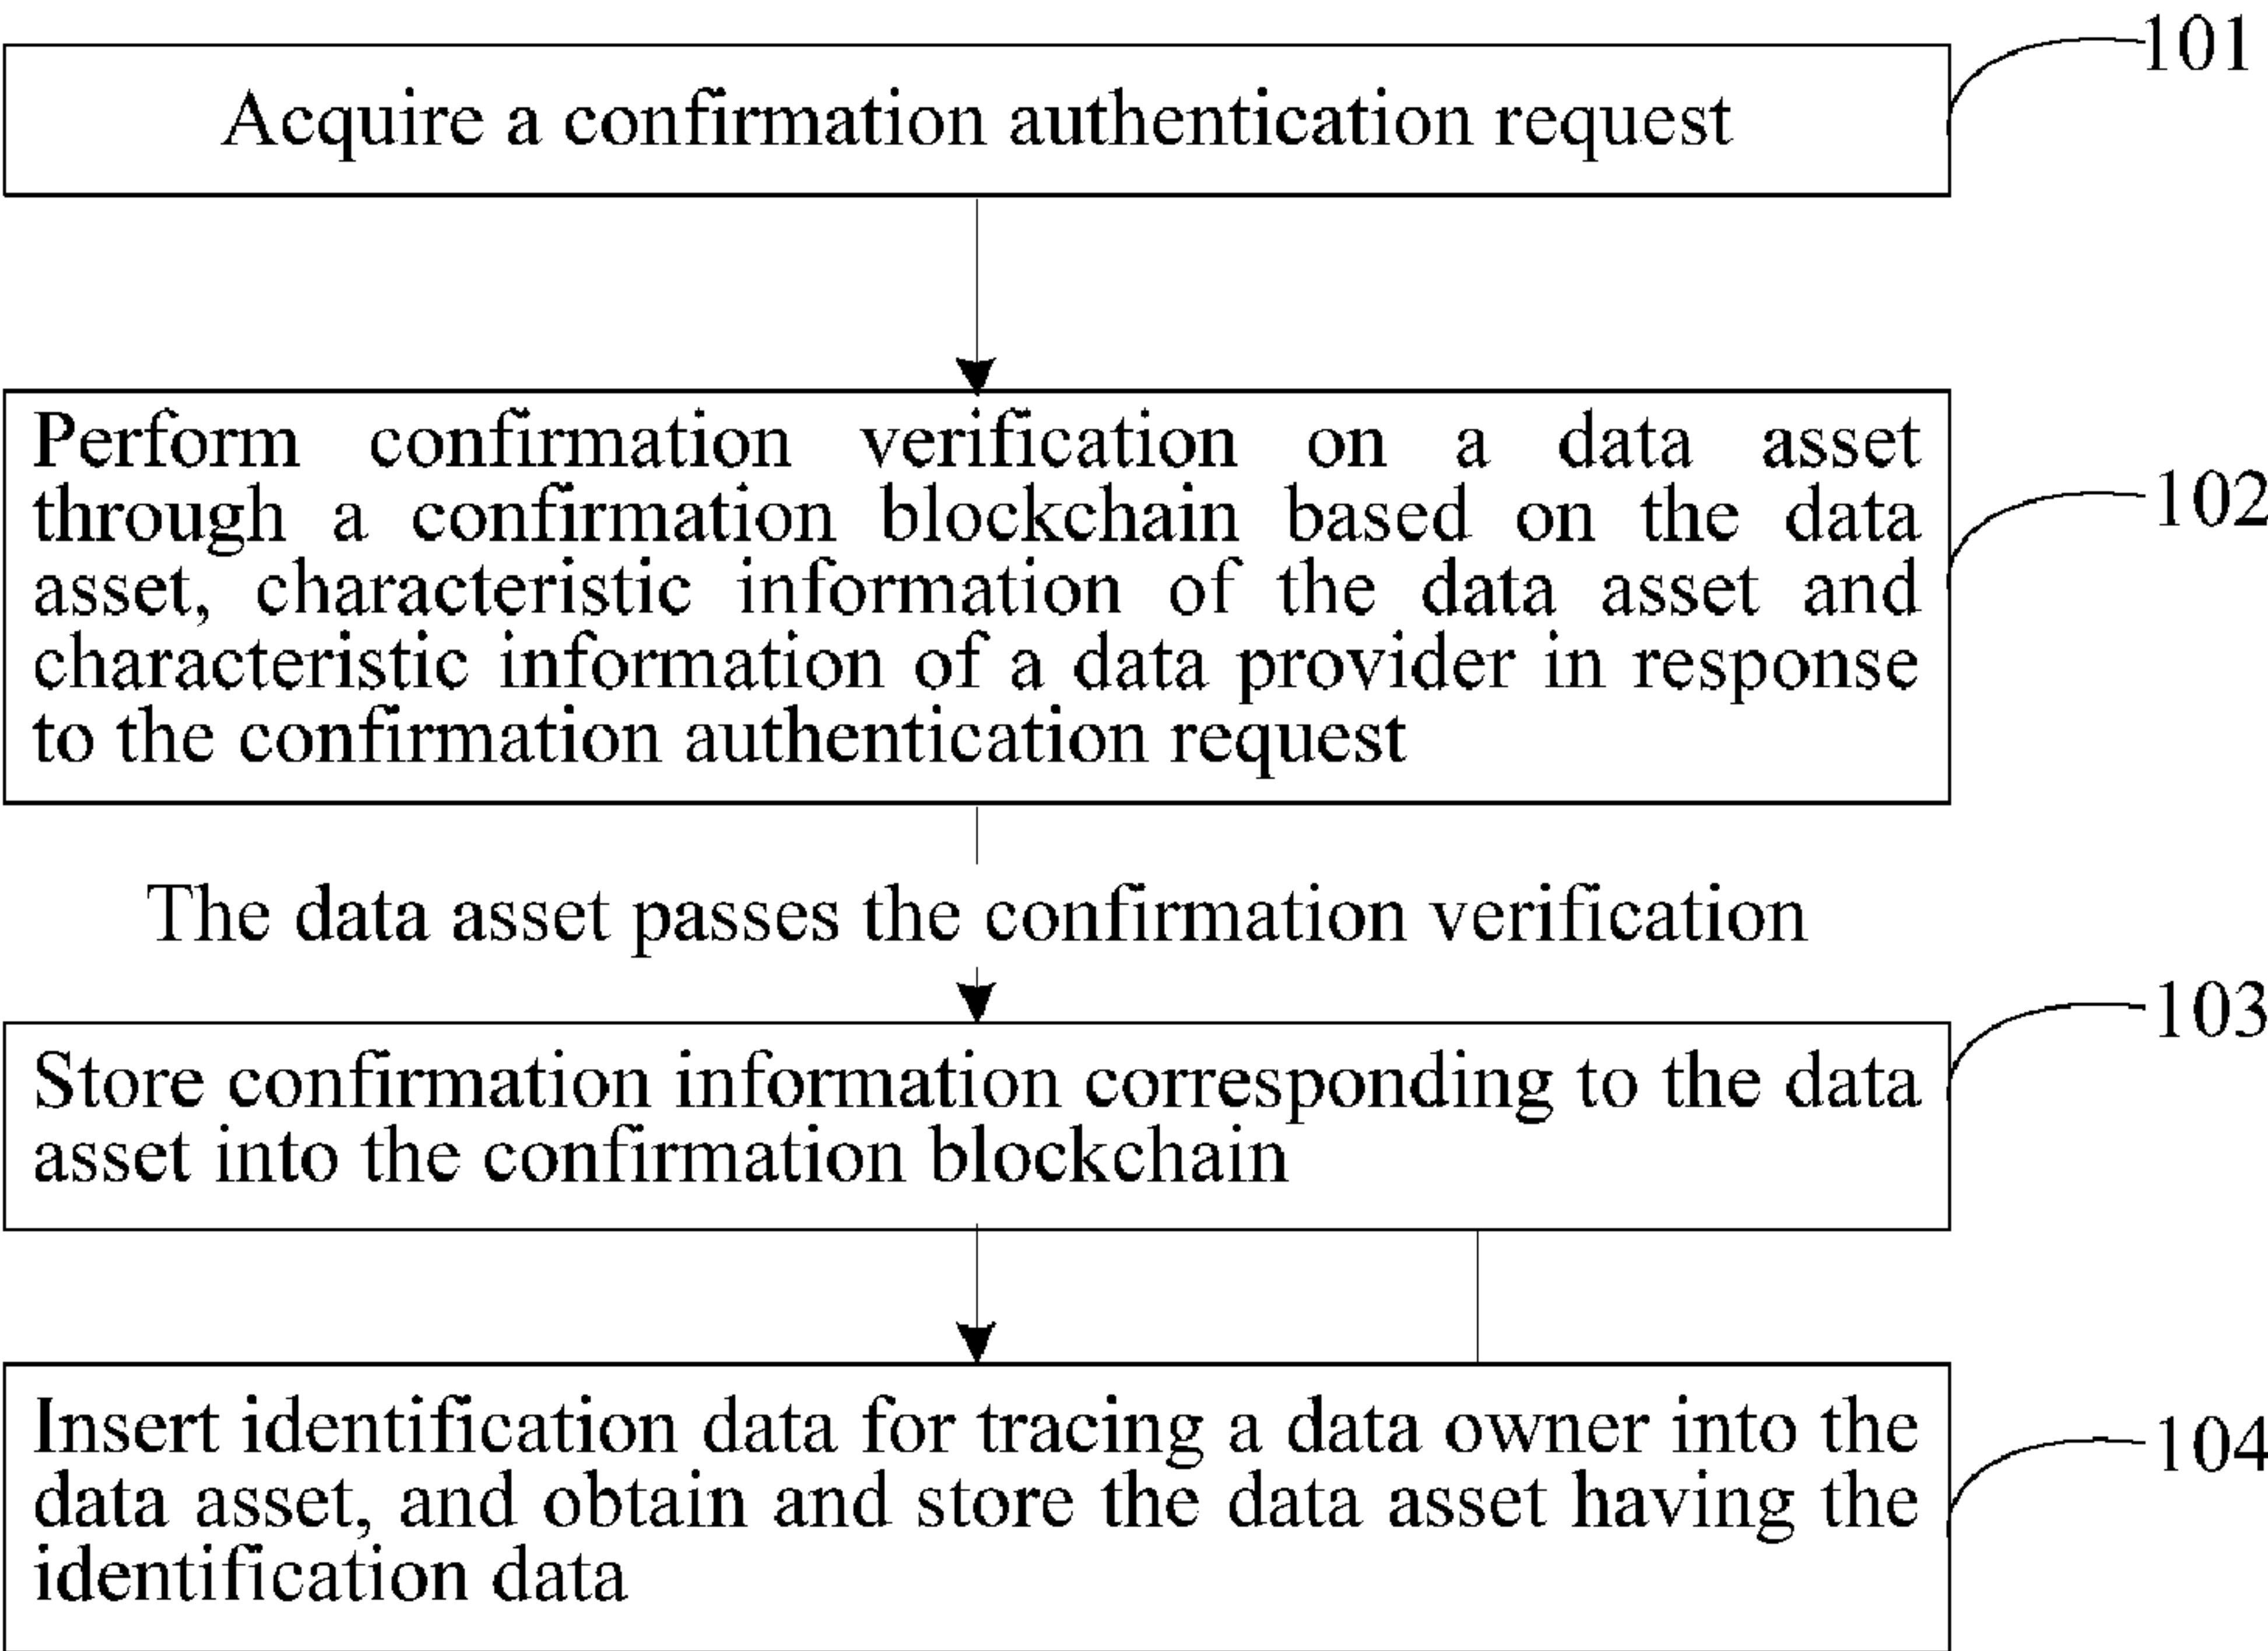 101
Acquire a confirmation authentication request
Perform confirmation verification on a data asset
through a confirmation blockchain based on the data
asset, characteristic information of the data asset and
characteristic information of a data provider in response
to the confirmation authentication request
102
The data asset passes the confirmation verification
103
Store confirmation information corresponding to the data
asset into the confirmation blockchain
Insert identification data for tracing a data owner into the
data asset, and obtain and store the data asset having the
identification data
104